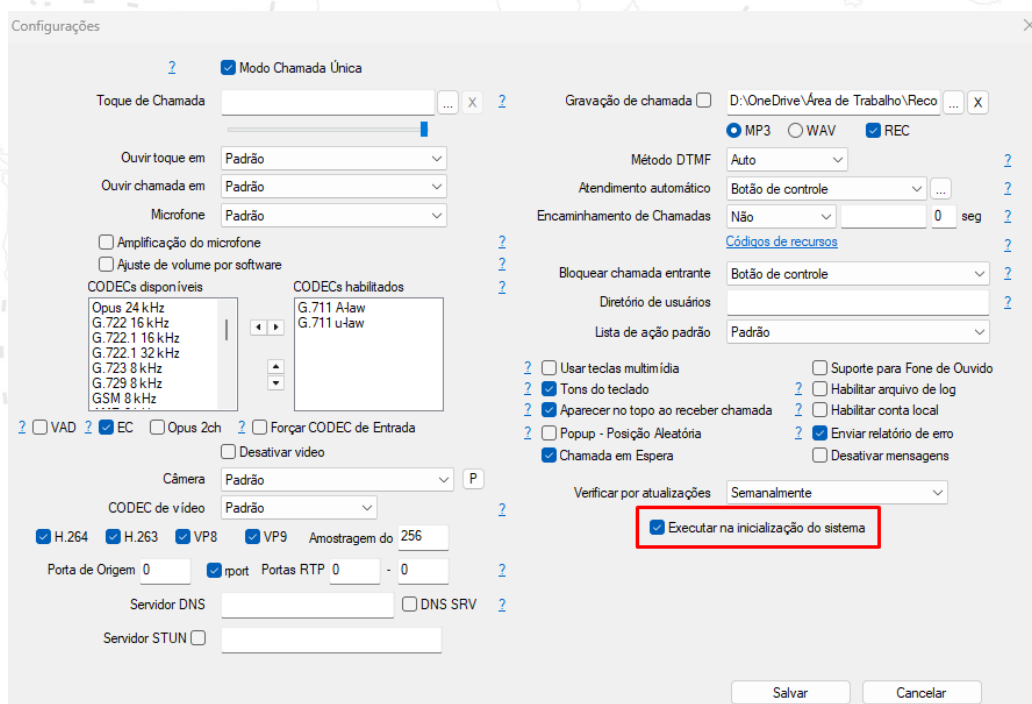 Configurações
? Modo Chamada Única
Toque de Chamada ... X ?
Ouvir toque em Padrão
Ouvir chamada em Padrão
Microfone Padrão
Amplificação do microfone ?
Ajuste de volume por software ?
CODECs disponíveis CODECs habilitados ?
Opus 24 kHz
G.722 16 kHz
G.722.1 16 kHz
G.722.1 32 kHz
G.723 8 kHz
G.729 8 kHz
GSM 8 kHz
G.711 A-law
G.711 u-law
? VAD ? EC Opus 2ch ? Forçar CODEC de Entrada
Desativar video
Câmera Padrão P
CODEC de vídeo Padrão ?
H.264 H.263 VP8 VP9 Amostragem do 256
Porta de Origem 0 rport Portas RTP 0 - 0 ?
Servidor DNS DNS SRV ?
Servidor STUN
Gravação de chamada D:\OneDrive\Área de Trabalho\Reco ... X
MP3 WAV REC
Método DTMF Auto ?
Atendimento automático Botão de controle ... ?
Encaminhamento de Chamadas Não 0 seg ?
Códigos de recursos ?
Bloquear chamada entrante Botão de controle ?
Diretório de usuários ?
Lista de ação padrão Padrão
? Usar teclas multimídia Suporte para Fone de Ouvido
? Tons do teclado ? Habilitar arquivo de log
? Aparecer no topo ao receber chamada ? Habilitar conta local
? Popup - Posição Aleatória ? Enviar relatório de erro
Chamada em Espera Desativar mensagens
Verificar por atualizações Semanalmente
Executar na inicialização do sistema
Salvar Cancelar